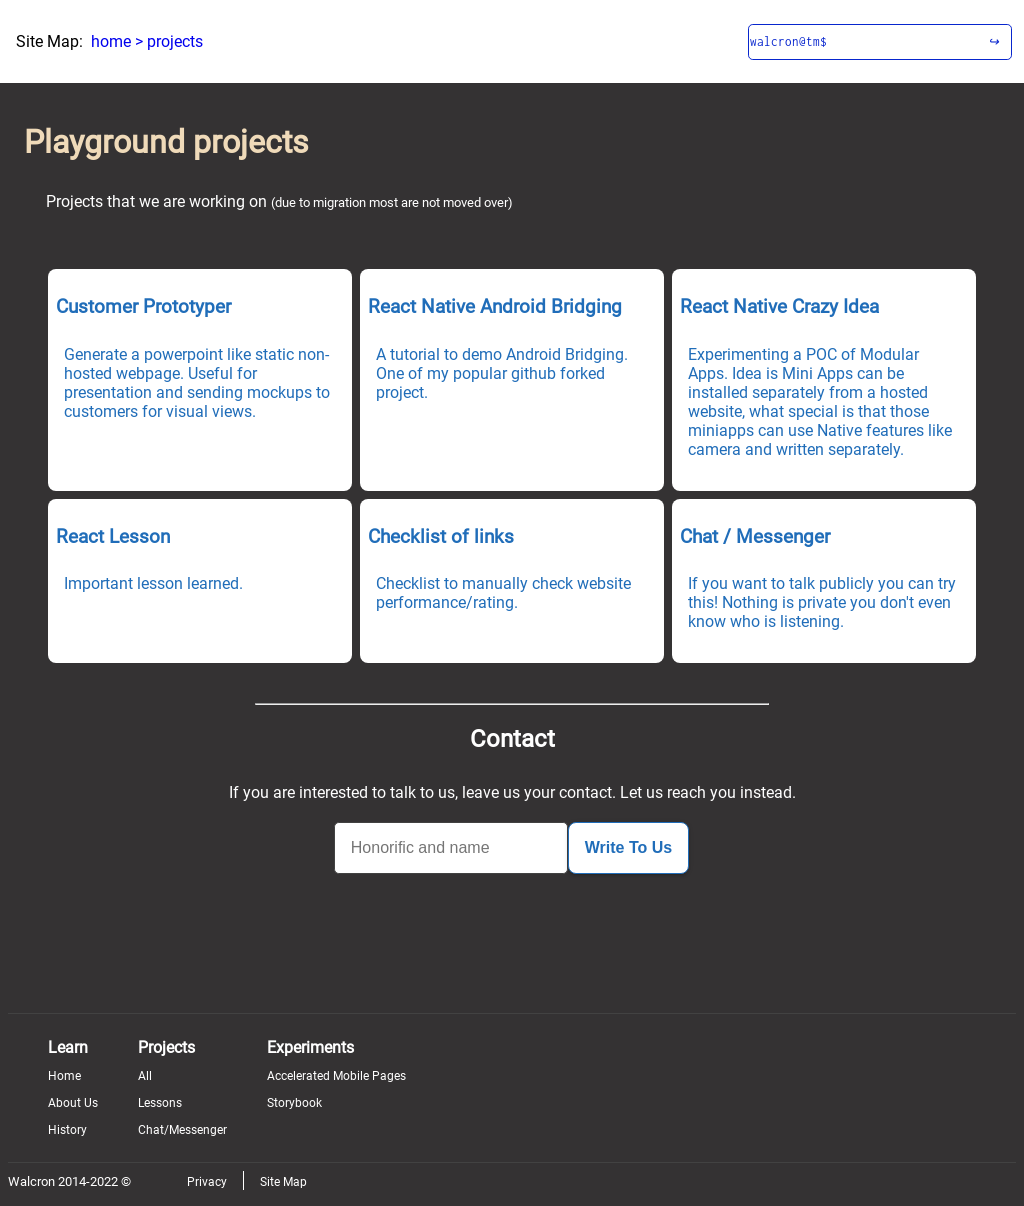 Site Map: home > projects
walcron@tm$ ↪
Playground projects
Projects that we are working on (due to migration most are not moved over)
Customer Prototyper
Generate a powerpoint like static non-
hosted webpage. Useful for
presentation and sending mockups to
customers for visual views.
React Native Android Bridging
A tutorial to demo Android Bridging.
One of my popular github forked
project.
React Native Crazy Idea
Experimenting a POC of Modular
Apps. Idea is Mini Apps can be
installed separately from a hosted
website, what special is that those
miniapps can use Native features like
camera and written separately.
React Lesson
Important lesson learned.
Checklist of links
Checklist to manually check website
performance/rating.
Chat / Messenger
If you want to talk publicly you can try
this! Nothing is private you don't even
know who is listening.
Contact
If you are interested to talk to us, leave us your contact. Let us reach you instead.
Honorific and name
Write To Us
Learn
Home
About Us
History
Projects
All
Lessons
Chat/Messenger
Experiments
Accelerated Mobile Pages
Storybook
Walcron 2014-2022 ©
Privacy
Site Map